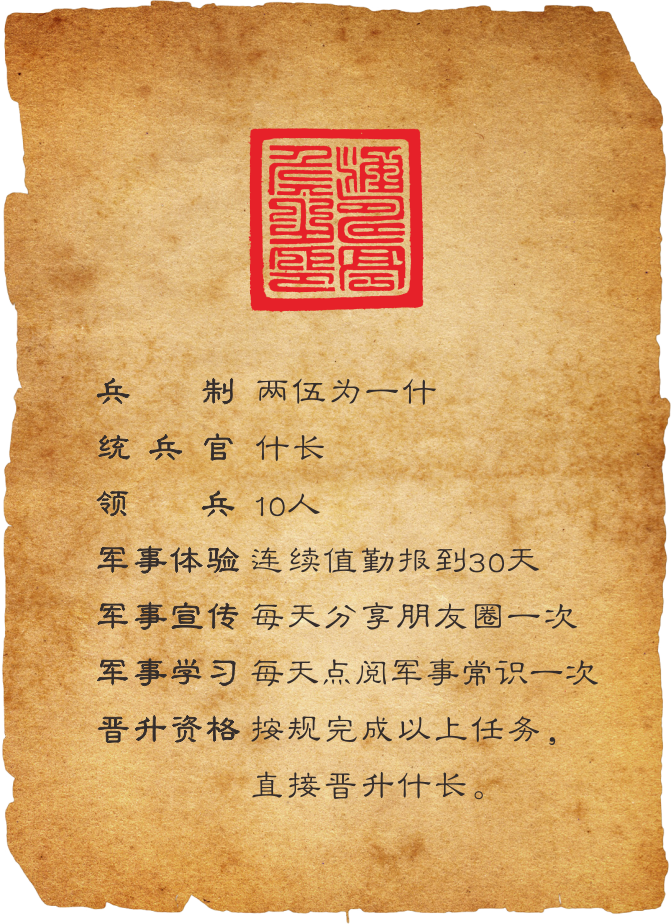 兵制 两伍为一什
统兵官 什长
领兵 10人
军事体验 连续值勤报到30天
军事宣传 每天分享朋友圈一次
军事学习 每天点阅军事常识一次
晋升资格 按规完成以上任务，
直接晋升什长。